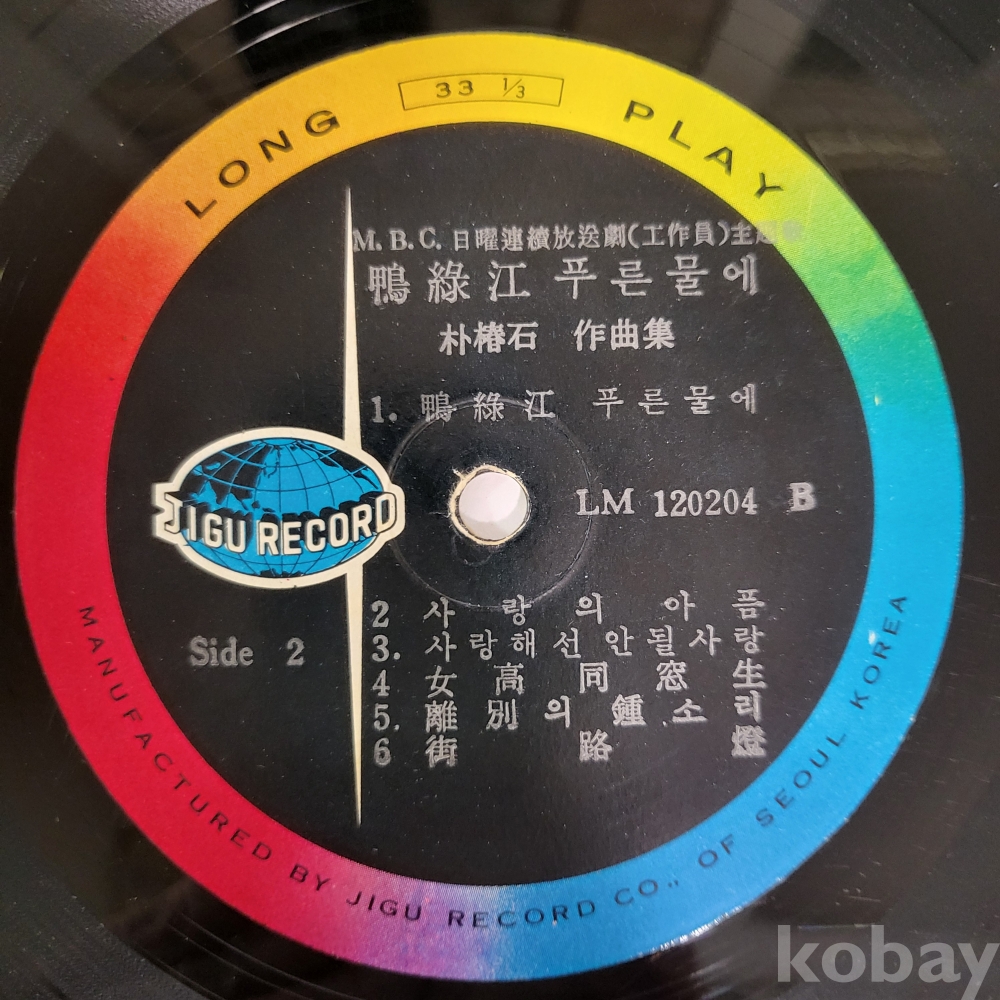 LONG 33 1/3 PLAY
M.B.C. 日曜連續放送劇(工作員)主題歌
鴨綠江 푸른물에
朴椿石 作曲集
1. 鴨綠江 푸른물에
LM 120204 B
JIGU RECORD
Side 2
2 사랑의 아픔
3. 사랑해선 안될사랑
4 女高同窓生
5. 離別의 鍾소리
6 街路燈
MANUFACTURED BY JIGU RECORD CO., OF SEOUL KOREA
kobay